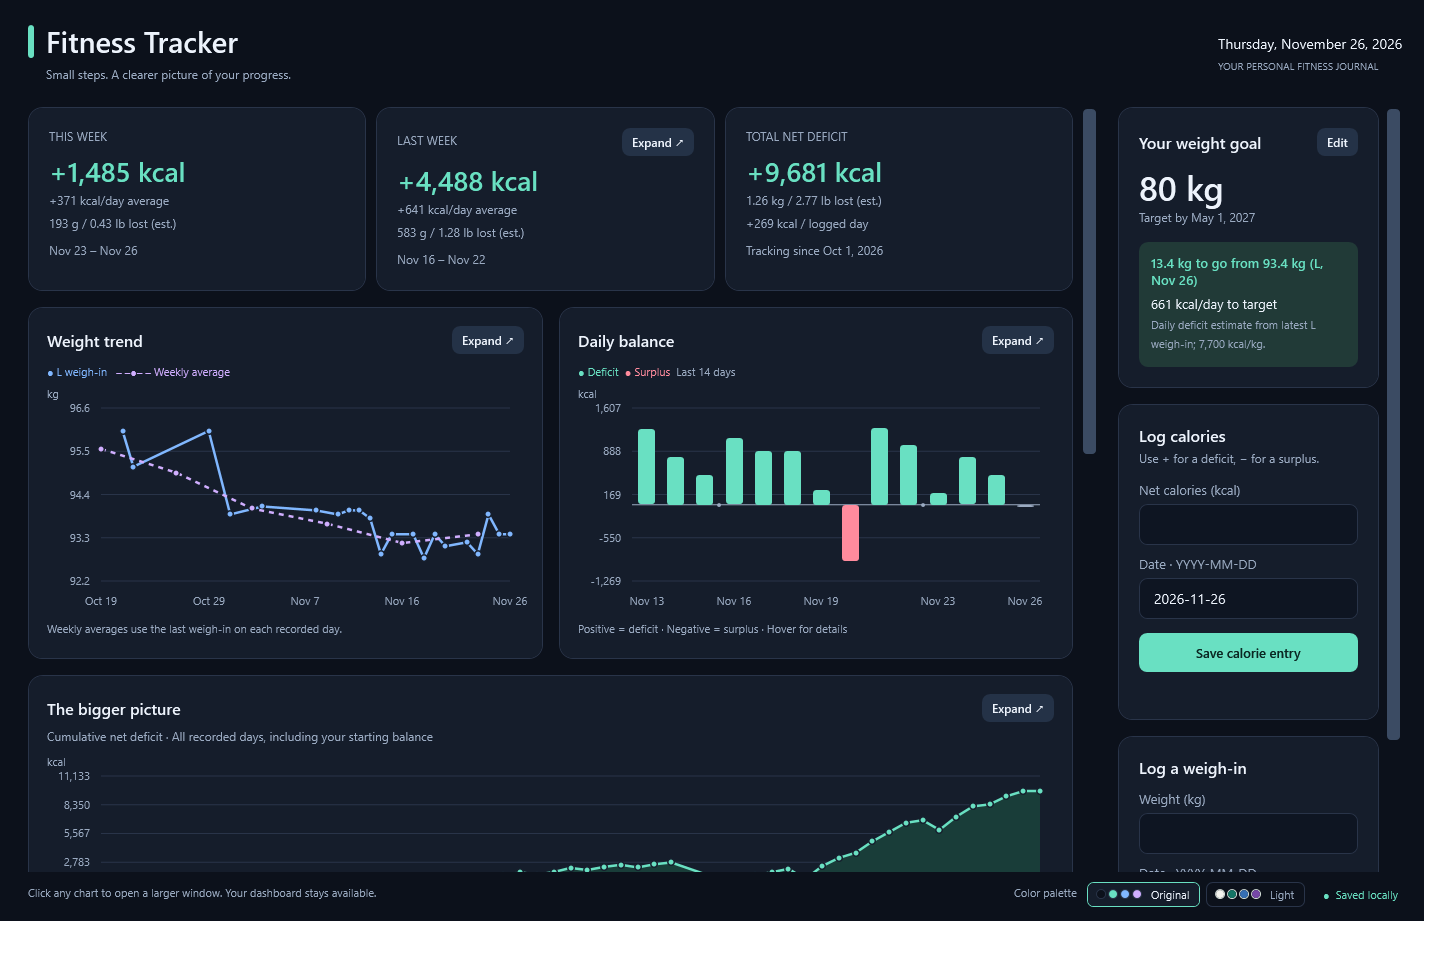 Fitness Tracker
Small steps. A clearer picture of your progress.
Thursday, November 26, 2026
YOUR PERSONAL FITNESS JOURNAL
THIS WEEK
+1,485 kcal
+371 kcal/day average
193 g / 0.43 lb lost (est.)
Nov 23 – Nov 26
LAST WEEK
Expand ↗
+4,488 kcal
+641 kcal/day average
583 g / 1.28 lb lost (est.)
Nov 16 – Nov 22
TOTAL NET DEFICIT
+9,681 kcal
1.26 kg / 2.77 lb lost (est.)
+269 kcal / logged day
Tracking since Oct 1, 2026
Weight trend
Expand ↗
● L weigh-in --●-- Weekly average
kg
96.6
95.5
94.4
93.3
92.2
Oct 19 Oct 29 Nov 7 Nov 16 Nov 26
Weekly averages use the last weigh-in on each recorded day.
Daily balance
Expand ↗
● Deficit ● Surplus Last 14 days
kcal
1,607
888
169
-550
-1,269
Nov 13 Nov 16 Nov 19 Nov 23 Nov 26
Positive = deficit · Negative = surplus · Hover for details
The bigger picture
Expand ↗
Cumulative net deficit · All recorded days, including your starting balance
kcal
11,133
8,350
5,567
2,783
Your weight goal
Edit
80 kg
Target by May 1, 2027
13.4 kg to go from 93.4 kg (L,
Nov 26)
661 kcal/day to target
Daily deficit estimate from latest L
weigh-in; 7,700 kcal/kg.
Log calories
Use + for a deficit, − for a surplus.
Net calories (kcal)
Date · YYYY-MM-DD
2026-11-26
Save calorie entry
Log a weigh-in
Weight (kg)
Date · YYYY-MM-DD
Click any chart to open a larger window. Your dashboard stays available.
Color palette
Original
Light
● Saved locally